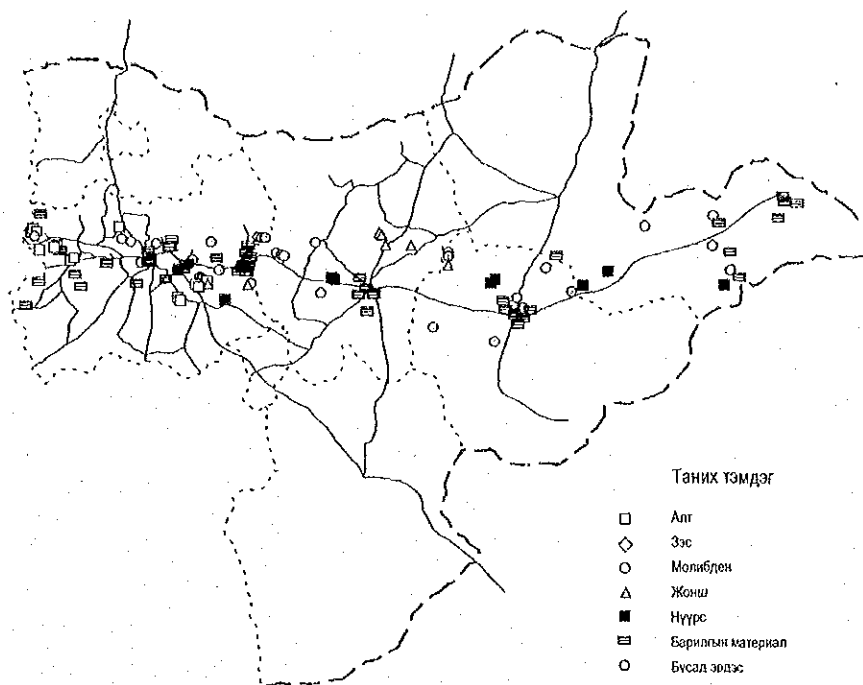 Таних тэмдэг
Алт
Зэс
Молибден
Жонш
Нүүрс
Барилгын материал
Бусад эрдэс